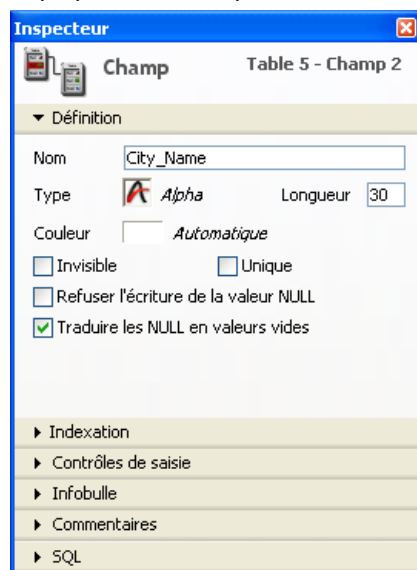 Inspecteur
Champ Table 5 - Champ 2
Définition
Nom City_Name
Type Alpha Longueur 30
Couleur Automatique
Invisible Unique
Refuser l'écriture de la valeur NULL
Traduire les NULL en valeurs vides
Indexation
Contrôles de saisie
Infobulle
Commentaires
SQL